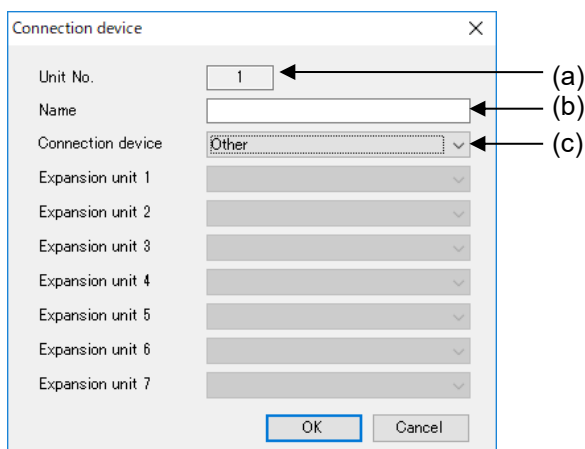 Connection device
Unit No. 1 (a)
Name (b)
Connection device Other (c)
Expansion unit 1
Expansion unit 2
Expansion unit 3
Expansion unit 4
Expansion unit 5
Expansion unit 6
Expansion unit 7
OK Cancel